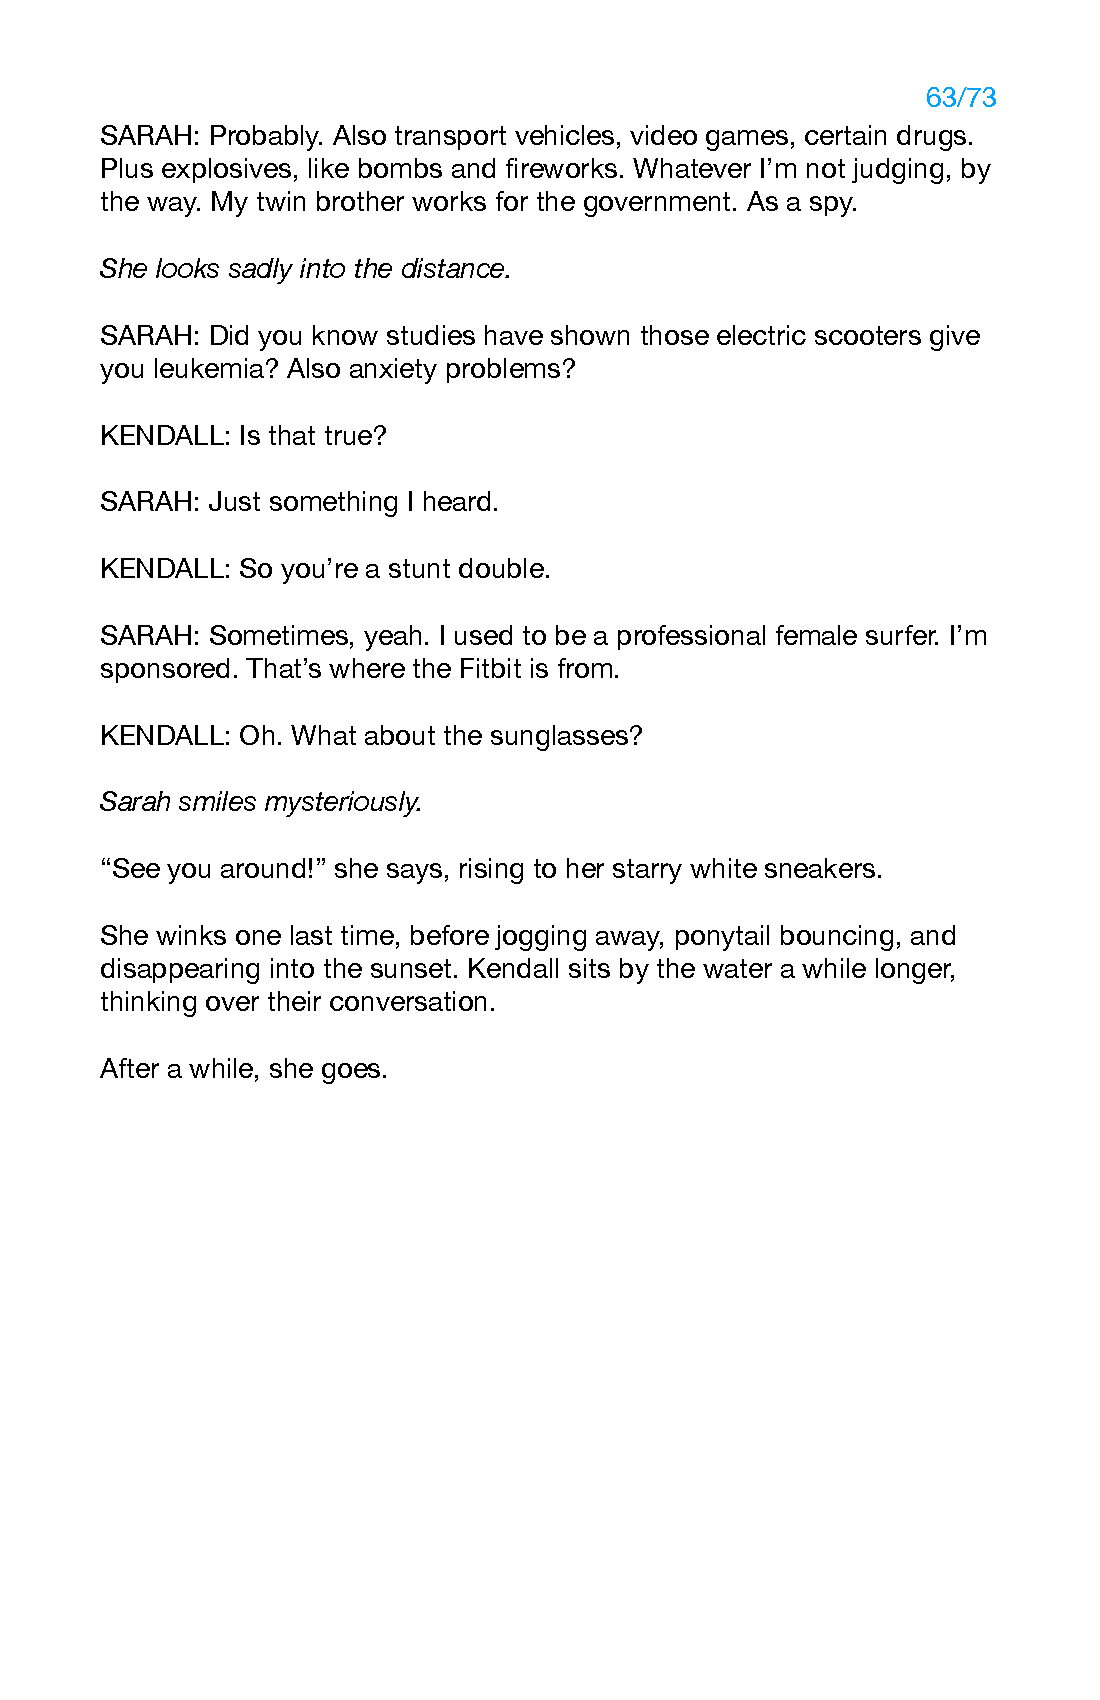 63/73
SARAH: Probably. Also transport vehicles, video games, certain drugs.
Plus explosives, like bombs and fireworks. Whatever I’m not judging, by
the way. My twin brother works for the government. As a spy.
She looks sadly into the distance.
SARAH: Did you know studies have shown those electric scooters give
you leukemia? Also anxiety problems?
KENDALL: Is that true?
SARAH: Just something I heard.
KENDALL: So you’re a stunt double.
SARAH: Sometimes, yeah. I used to be a professional female surfer. I’m
sponsored. That’s where the Fitbit is from.
KENDALL: Oh. What about the sunglasses?
Sarah smiles mysteriously.
“See you around!” she says, rising to her starry white sneakers.
She winks one last time, before jogging away, ponytail bouncing, and
disappearing into the sunset. Kendall sits by the water a while longer,
thinking over their conversation.
After a while, she goes.